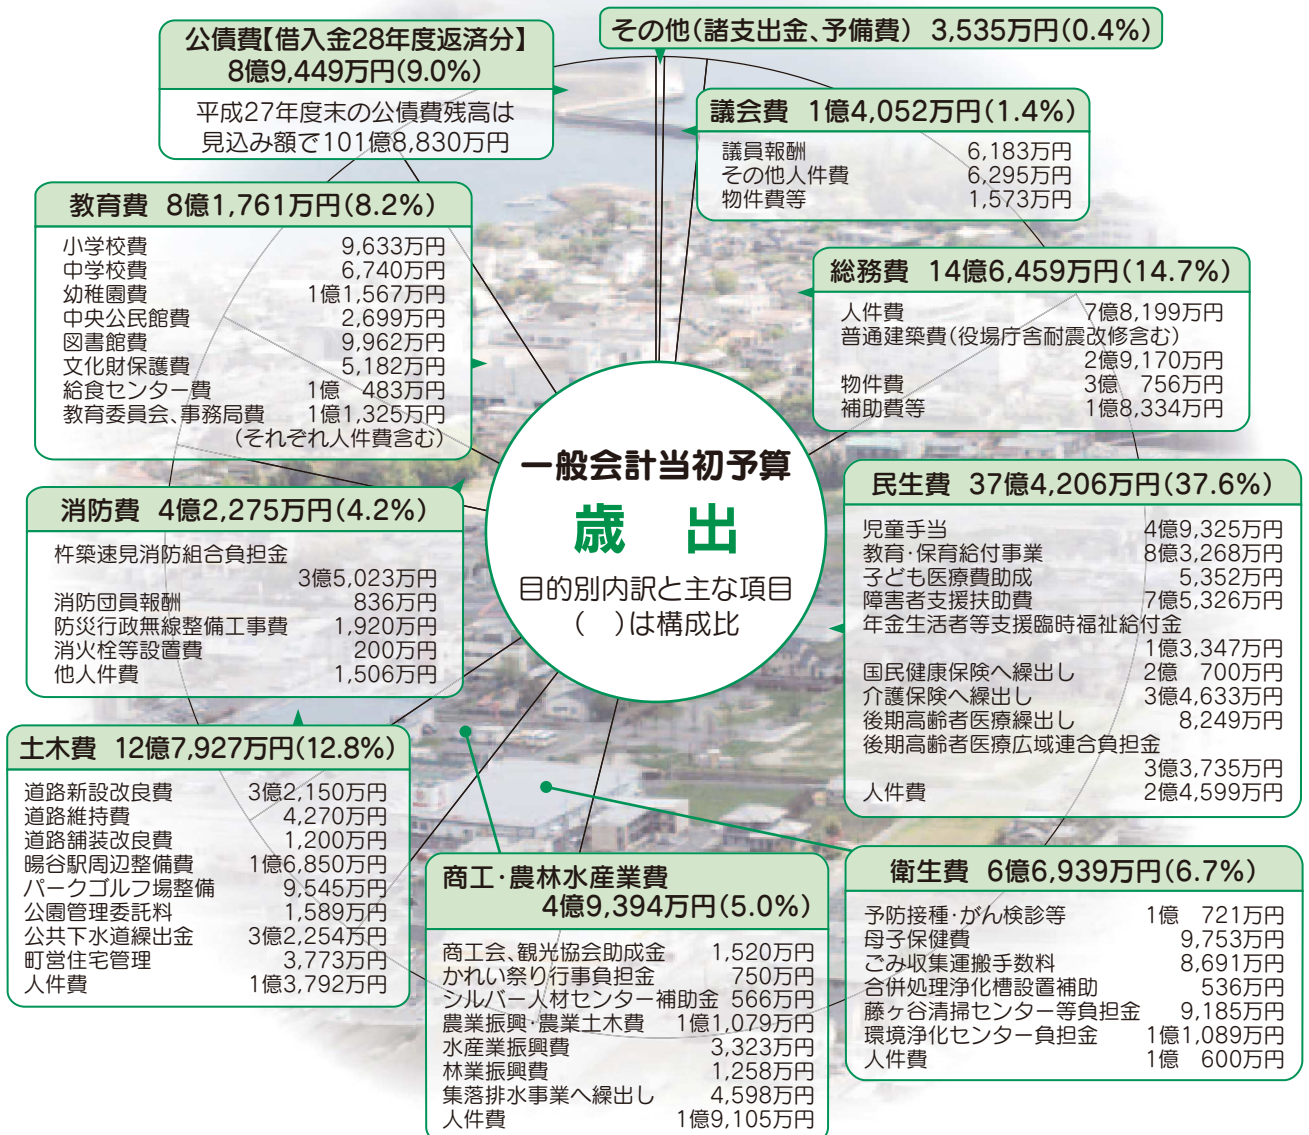 その他(諸支出金、予備費) 3,535万円(0.4%)
公債費【借入金28年度返済分】
8億9,449万円(9.0%)
平成27年度末の公債費残高は
見込み額で101億8,830万円
議会費 1億4,052万円(1.4%)
議員報酬 6,183万円
その他人件費 6,295万円
物件費等 1,573万円
教育費 8億1,761万円(8.2%)
小学校費 9,633万円
中学校費 6,740万円
幼稚園費 1億1,567万円
中央公民館費 2,699万円
図書館費 9,962万円
文化財保護費 5,182万円
給食センター費 1億 483万円
教育委員会、事務局費 1億1,325万円
(それぞれ人件費含む)
総務費 14億6,459万円(14.7%)
人件費 7億8,199万円
普通建築費(役場庁舎耐震改修含む)
2億9,170万円
物件費 3億 756万円
補助費等 1億8,334万円
一般会計当初予算
歳 出
目的別内訳と主な項目
( )は構成比
民生費 37億4,206万円(37.6%)
児童手当 4億9,325万円
教育・保育給付事業 8億3,268万円
子ども医療費助成 5,352万円
障害者支援扶助費 7億5,326万円
年金生活者等支援臨時福祉給付金
1億3,347万円
国民健康保険へ繰出し 2億 700万円
介護保険へ繰出し 3億4,633万円
後期高齢者医療繰出し 8,249万円
後期高齢者医療広域連合負担金
3億3,735万円
人件費 2億4,599万円
消防費 4億2,275万円(4.2%)
杵築速見消防組合負担金
3億5,023万円
消防団員報酬 836万円
防災行政無線整備工事費 1,920万円
消火栓等設置費 200万円
他人件費 1,506万円
土木費 12億7,927万円(12.8%)
道路新設改良費 3億2,150万円
道路維持費 4,270万円
道路舗装改良費 1,200万円
暘谷駅周辺整備費 1億6,850万円
パークゴルフ場整備 9,545万円
公園管理委託料 1,589万円
公共下水道繰出金 3億2,254万円
町営住宅管理 3,773万円
人件費 1億3,792万円
商工・農林水産業費
4億9,394万円(5.0%)
商工会、観光協会助成金 1,520万円
かれい祭り行事負担金 750万円
シルバー人材センター補助金 566万円
農業振興・農業土木費 1億1,079万円
水産業振興費 3,323万円
林業振興費 1,258万円
集落排水事業へ繰出し 4,598万円
人件費 1億9,105万円
衛生費 6億6,939万円(6.7%)
予防接種・がん検診等 1億 721万円
母子保健費 9,753万円
ごみ収集運搬手数料 8,691万円
合併処理浄化槽設置補助 536万円
藤ヶ谷清掃センター等負担金 9,185万円
環境浄化センター負担金 1億1,089万円
人件費 1億 600万円